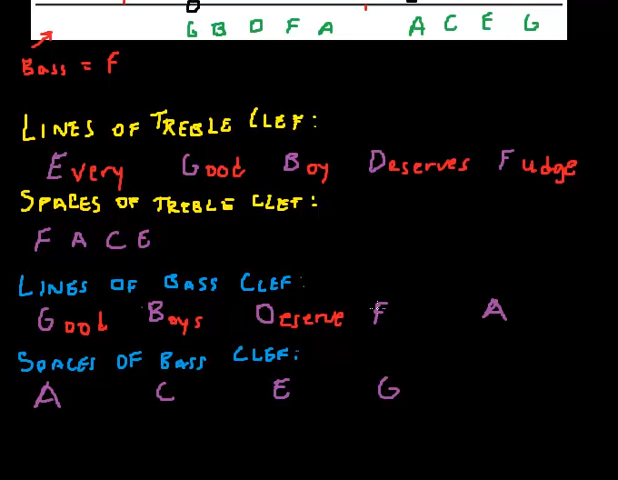 G B D F A A C E G
Bass = F
LINES OF TREBLE CLEF:
Every Good Boy Deserves Fudge
SPACES OF TREBLE CLEF:
F A C E
LINES OF BASS CLEF:
Good Boys Deserve F A
SPACES OF BASS CLEF:
A C E G